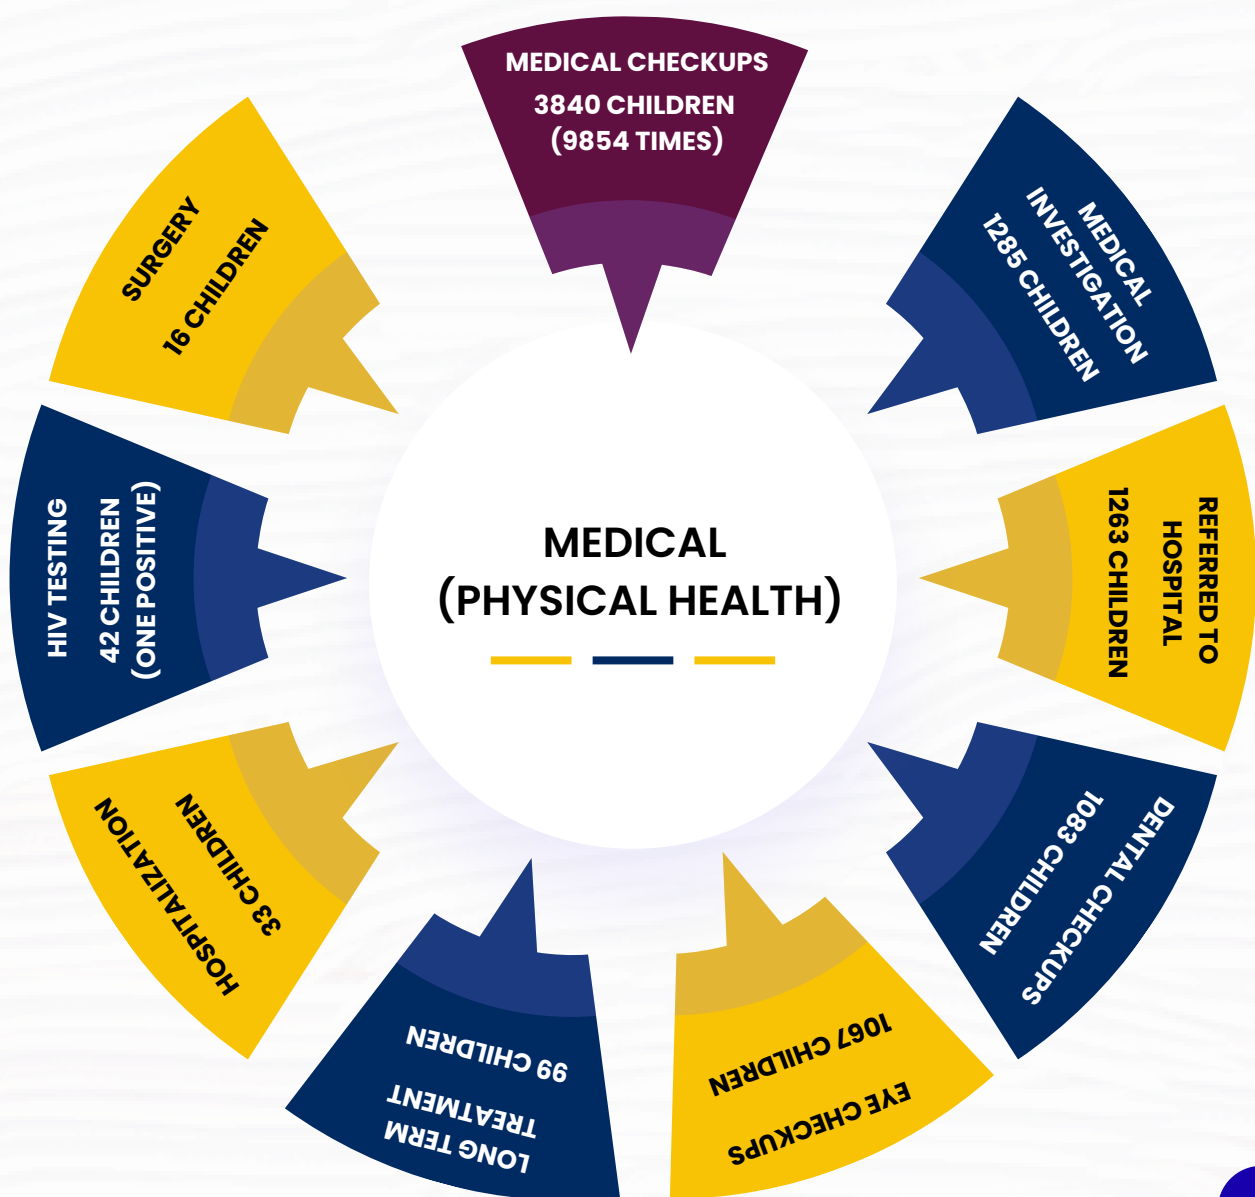 MEDICAL CHECKUPS
3840 CHILDREN
(9854 TIMES)
MEDICAL
INVESTIGATION
1285 CHILDREN
REFERRED TO
HOSPITAL
1263 CHILDREN
DENTAL CHECKUPS
1083 CHILDREN
EYE CHECKUPS
1067 CHILDREN
LONG TERM
TREATMENT
99 CHILDREN
HOSPITALIZATION
33 CHILDREN
HIV TESTING
42 CHILDREN
(ONE POSITIVE)
SURGERY
16 CHILDREN
MEDICAL
(PHYSICAL HEALTH)